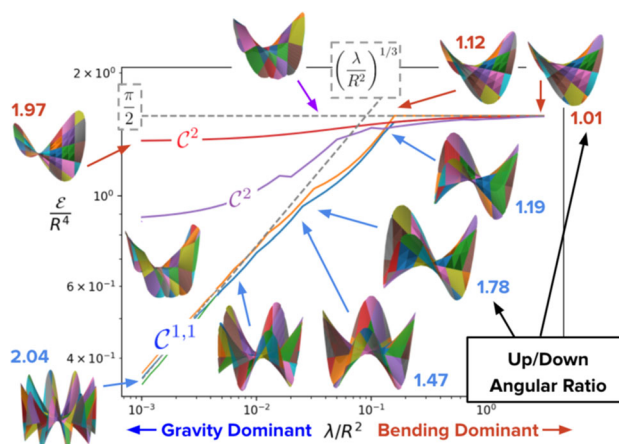 (λ/R²)^{1/3}
1.12
2 × 10⁰
1.97
π/2
1.01
C²
C²
10⁰
ℰ/R⁴
1.19
6 × 10⁻¹
1.78
C^{1,1}
2.04
4 × 10⁻¹
1.47
Up/Down
Angular Ratio
10⁻³ 10⁻² 10⁻¹ 10⁰
Gravity Dominant λ/R² Bending Dominant